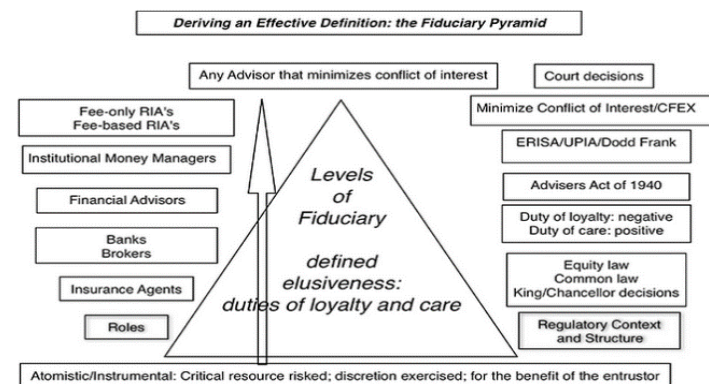 Deriving an Effective Definition: the Fiduciary Pyramid
Any Advisor that minimizes conflict of interest
Court decisions
Fee-only RIA's
Fee-based RIA's
Minimize Conflict of Interest/CFEX
Institutional Money Managers
ERISA/UPIA/Dodd Frank
Financial Advisors
Advisers Act of 1940
Banks
Brokers
Duty of loyalty: negative
Duty of care: positive
Insurance Agents
Equity law
Common law
King/Chancellor decisions
Roles
Regulatory Context
and Structure
Levels
of
Fiduciary
defined
elusiveness:
duties of loyalty and care
Atomistic/Instrumental: Critical resource risked; discretion exercised; for the benefit of the entrustor